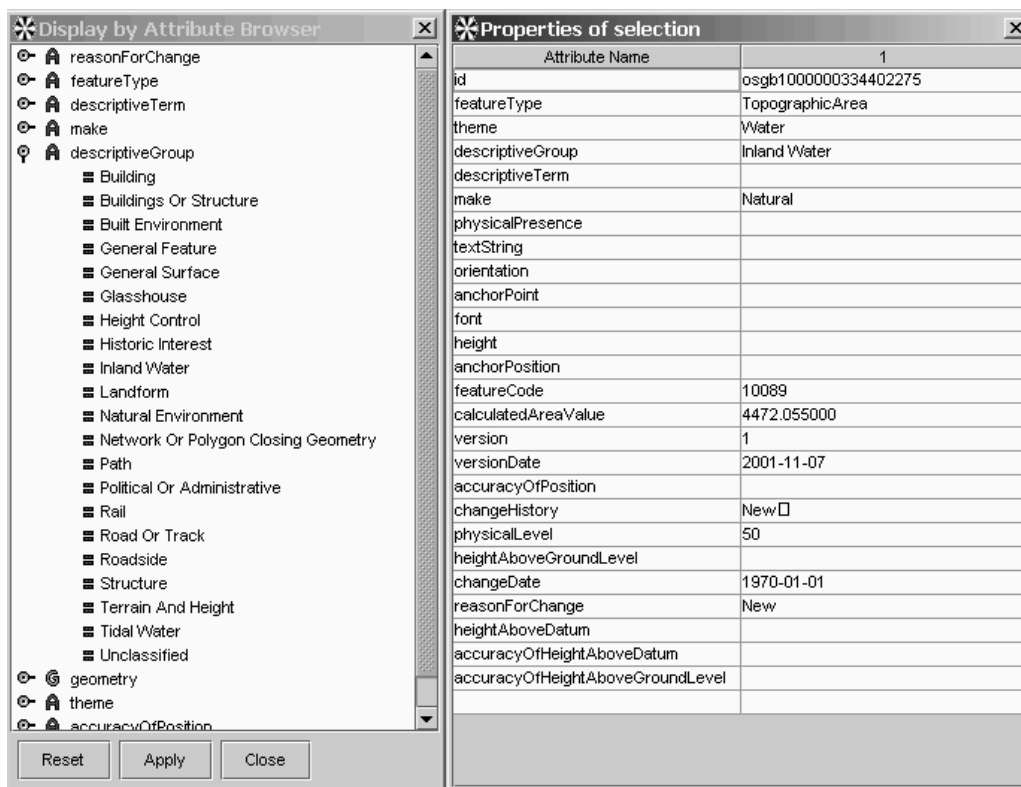 Display by Attribute Browser
reasonForChange
featureType
descriptiveTerm
make
descriptiveGroup
Building
Buildings Or Structure
Built Environment
General Feature
General Surface
Glasshouse
Height Control
Historic Interest
Inland Water
Landform
Natural Environment
Network Or Polygon Closing Geometry
Path
Political Or Administrative
Rail
Road Or Track
Roadside
Structure
Terrain And Height
Tidal Water
Unclassified
geometry
theme
accuracyOfPosition
Reset Apply Close
Properties of selection
Attribute Name 1
id osgb1000000334402275
featureType TopographicArea
theme Water
descriptiveGroup Inland Water
descriptiveTerm
make Natural
physicalPresence
textString
orientation
anchorPoint
font
height
anchorPosition
featureCode 10089
calculatedAreaValue 4472.055000
version 1
versionDate 2001-11-07
accuracyOfPosition
changeHistory New
physicalLevel 50
heightAboveGroundLevel
changeDate 1970-01-01
reasonForChange New
heightAboveDatum
accuracyOfHeightAboveDatum
accuracyOfHeightAboveGroundLevel